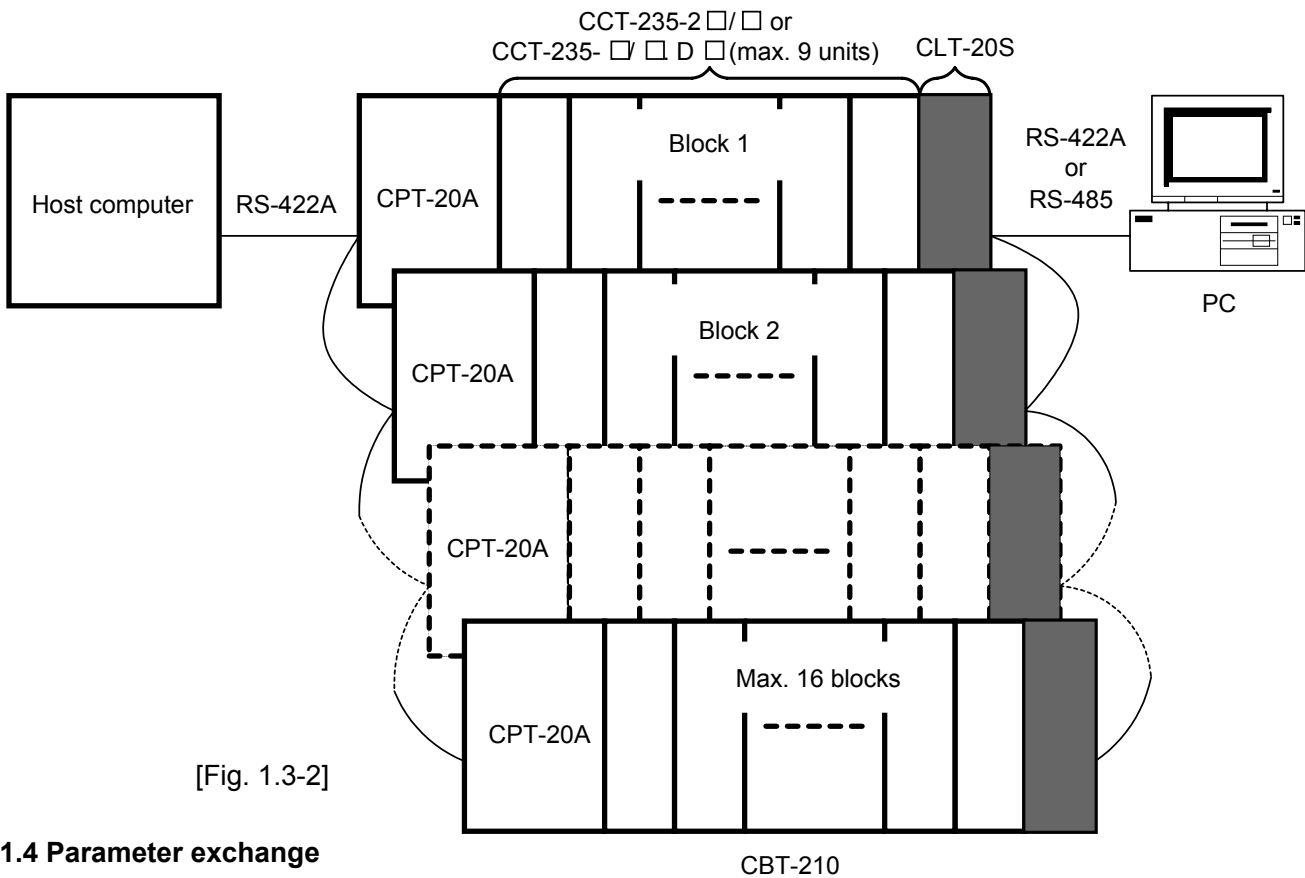 CCT-235-2 □/ □ or
CCT-235- □/ □. D □ (max. 9 units)
CLT-20S
Host computer
RS-422A
CPT-20A
Block 1
RS-422A
or
RS-485
PC
CPT-20A
Block 2
CPT-20A
CPT-20A
Max. 16 blocks
[Fig. 1.3-2]
1.4 Parameter exchange
CBT-210